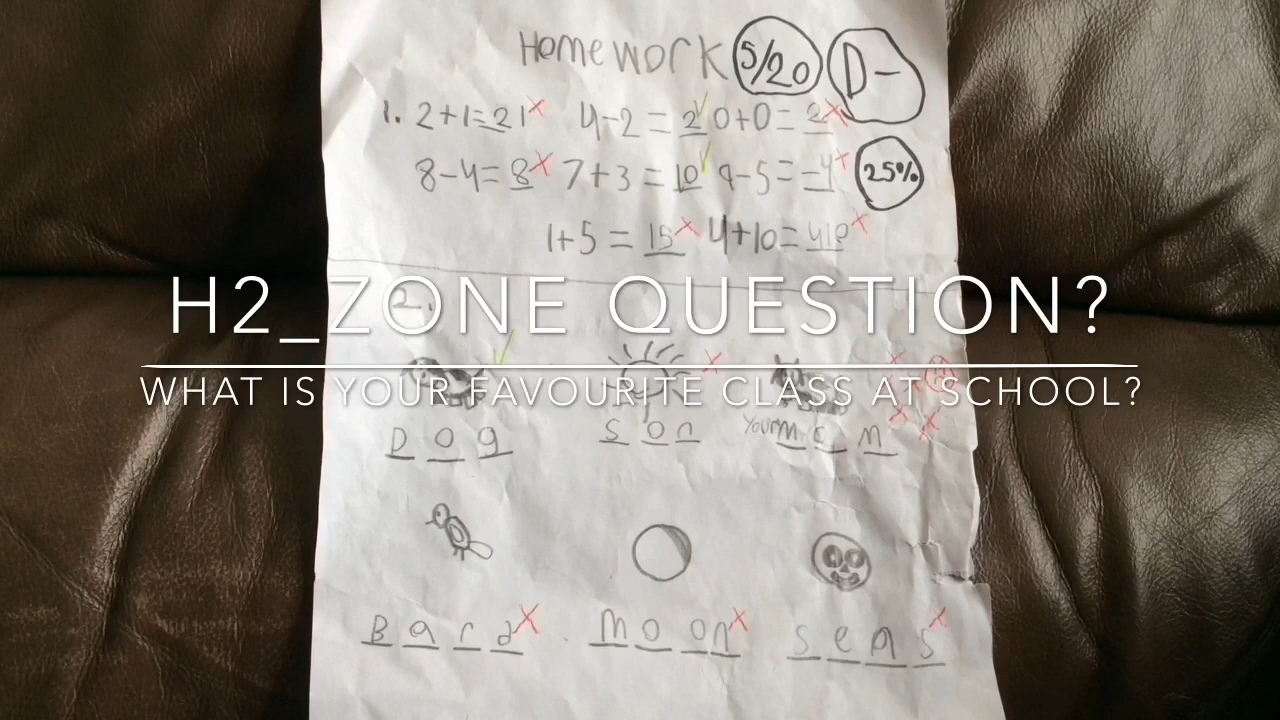 Homework 5/20 D-
1. 2+1=21 4-2=2 0+0=2
8-4=8 7+3=10 9-5=-4 25%
1+5=15 4+10=410
2.
H2_ZONE QUESTION?
WHAT IS YOUR FAVOURITE CLASS AT SCHOOL?
Dog son Your
Bard Moon seas